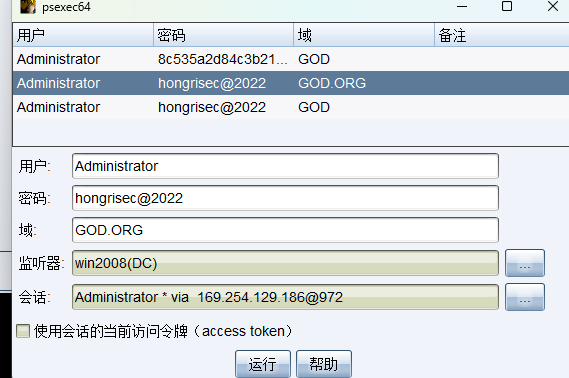 psexec64
用户 密码 域 备注
Administrator 8c535a2d84c3b21... GOD
Administrator hongrisec@2022 GOD.ORG
Administrator hongrisec@2022 GOD
用户: Administrator
密码: hongrisec@2022
域: GOD.ORG
监听器: win2008(DC) ...
会话: Administrator * via 169.254.129.186@972 ...
使用会话的当前访问令牌（access token）
运行 帮助